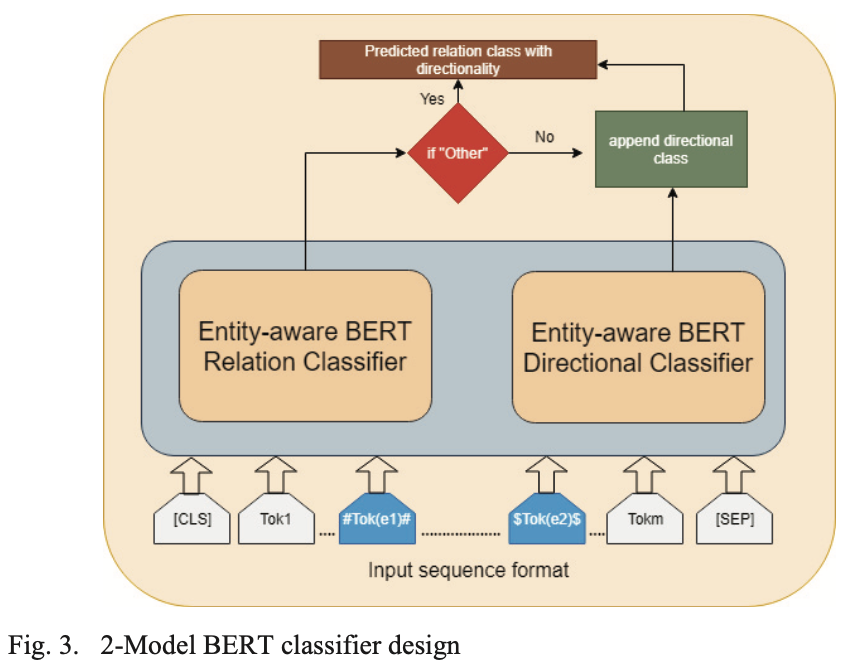 Predicted relation class with
directionality
Yes
if "Other"
No
append directional
class
Entity-aware BERT
Relation Classifier
Entity-aware BERT
Directional Classifier
[CLS]
Tok1
#Tok(e1)#
$Tok(e2)$
Tokm
[SEP]
Input sequence format
Fig. 3. 2-Model BERT classifier design